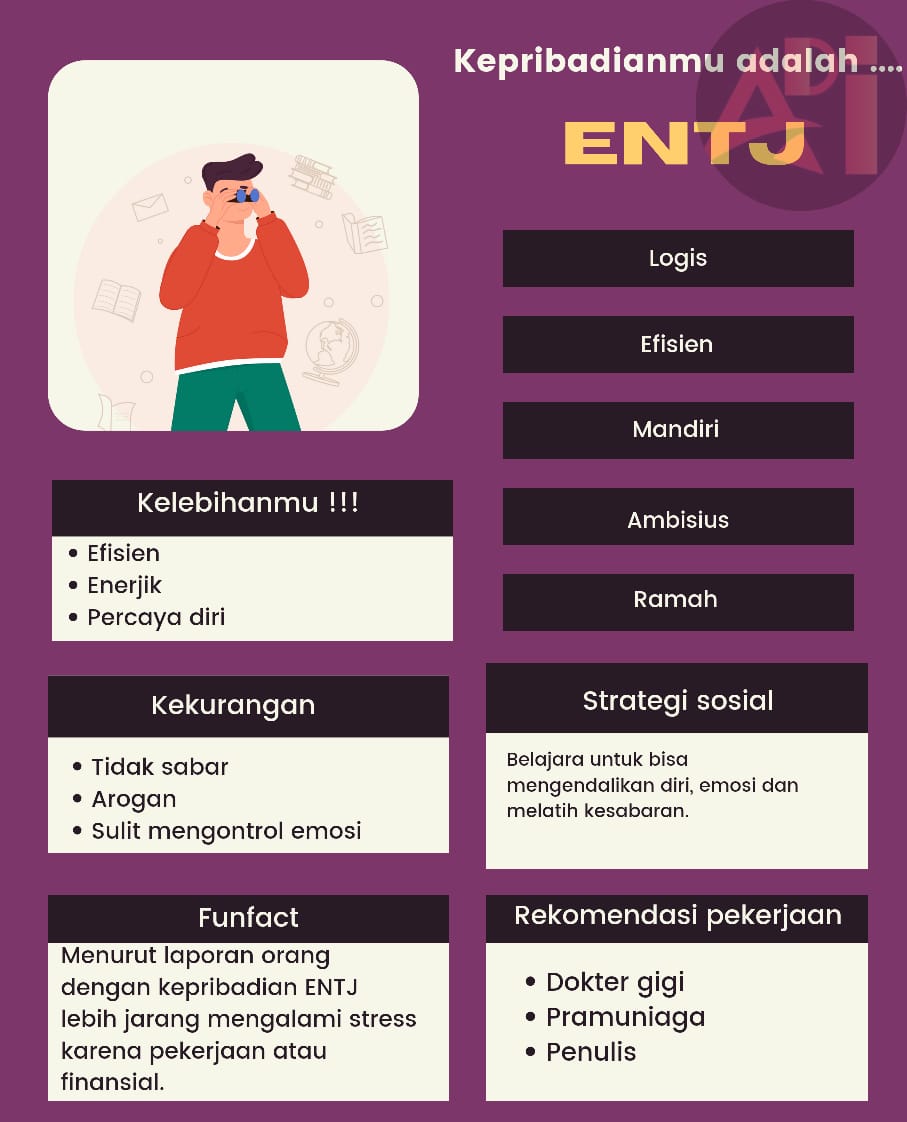 Kepribadianmu adalah ....
ENTJ
Logis
Efisien
Mandiri
Ambisius
Ramah
Kelebihanmu !!!
• Efisien
• Enerjik
• Percaya diri
Kekurangan
• Tidak sabar
• Arogan
• Sulit mengontrol emosi
Strategi sosial
Belajara untuk bisa
mengendalikan diri, emosi dan
melatih kesabaran.
Funfact
Menurut laporan orang
dengan kepribadian ENTJ
lebih jarang mengalami stress
karena pekerjaan atau
finansial.
Rekomendasi pekerjaan
• Dokter gigi
• Pramuniaga
• Penulis